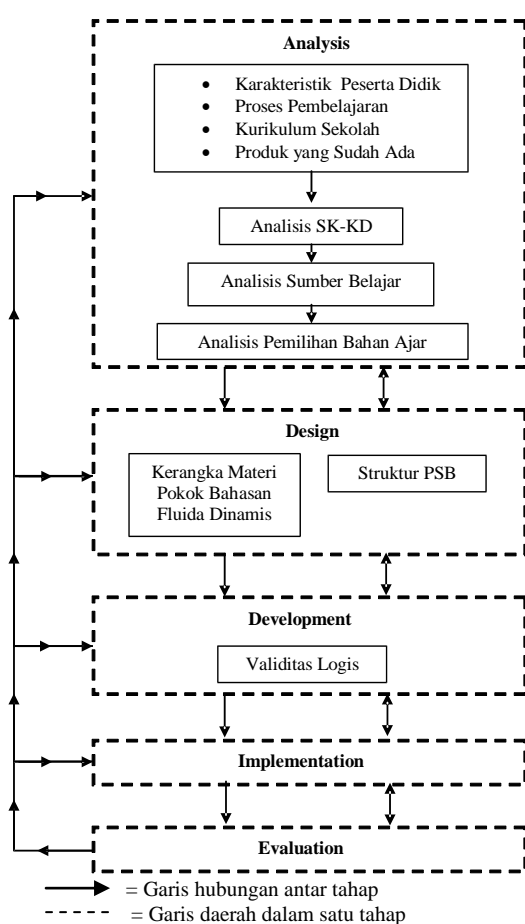 Analysis
• Karakteristik Peserta Didik
• Proses Pembelajaran
• Kurikulum Sekolah
• Produk yang Sudah Ada
Analisis SK-KD
Analisis Sumber Belajar
Analisis Pemilihan Bahan Ajar
Design
Kerangka Materi
Pokok Bahasan
Fluida Dinamis
Struktur PSB
Development
Validitas Logis
Implementation
Evaluation
= Garis hubungan antar tahap
= Garis daerah dalam satu tahap